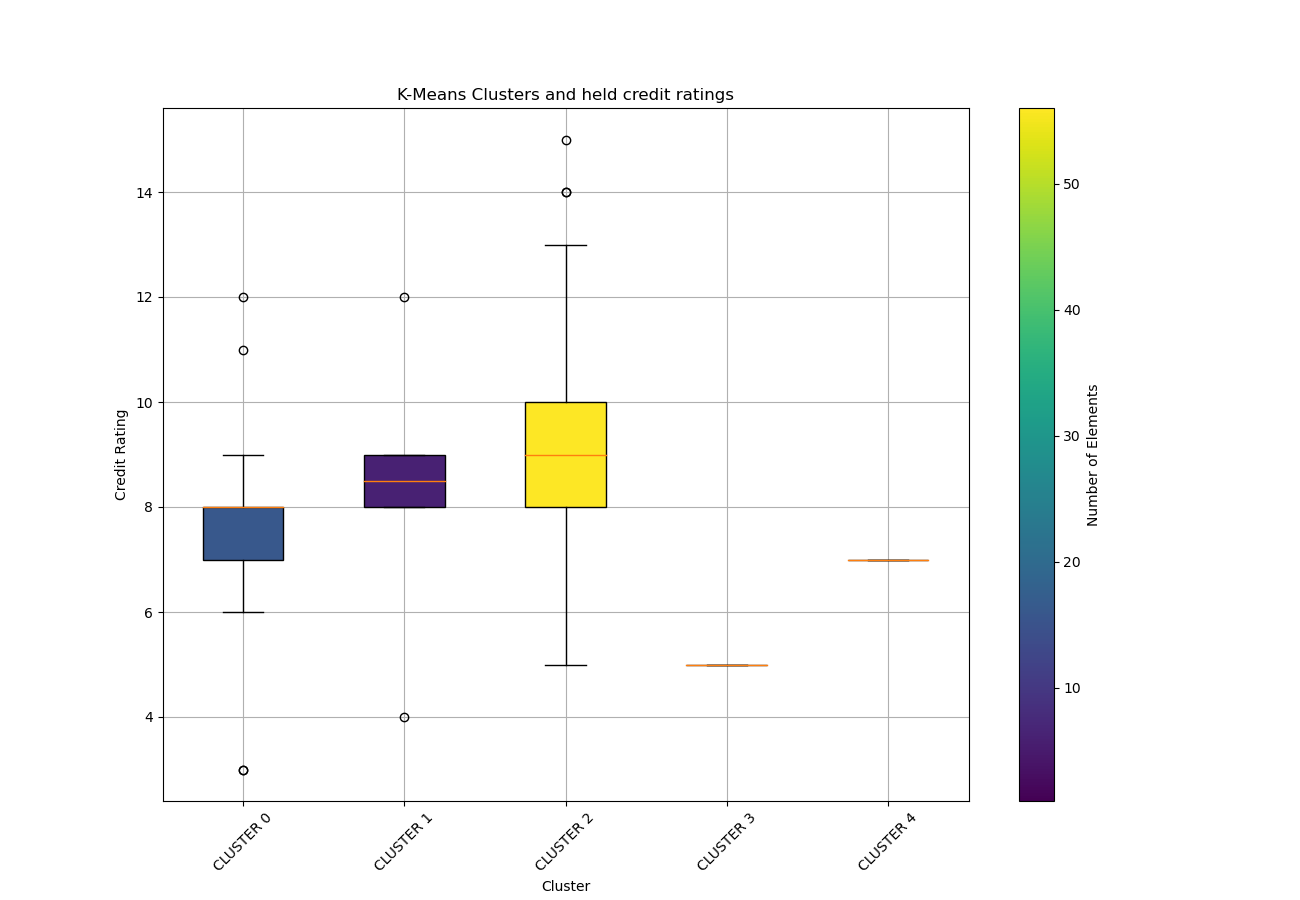 K-Means Clusters and held credit ratings
Credit Rating
14
12
10
8
6
4
CLUSTER 0
CLUSTER 1
CLUSTER 2
CLUSTER 3
CLUSTER 4
Cluster
50
40
30
20
10
Number of Elements